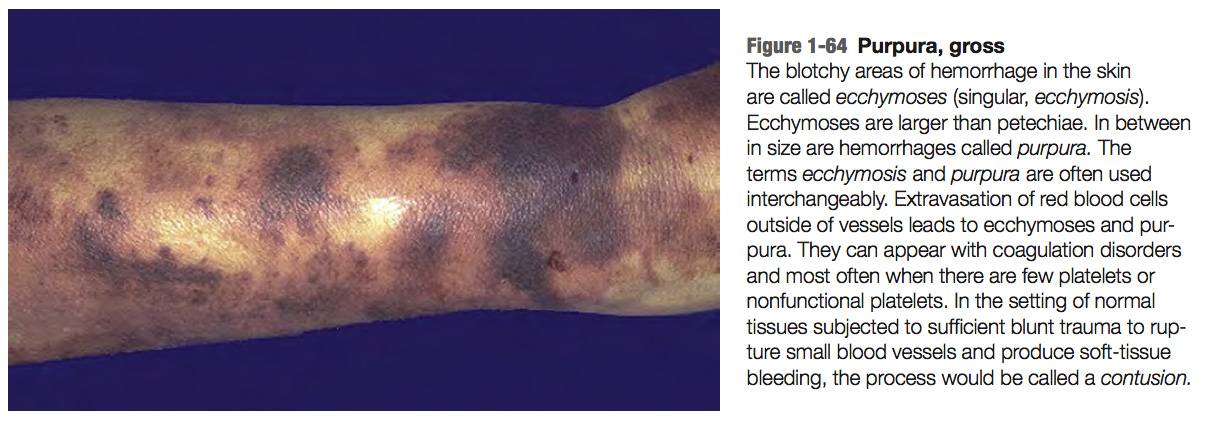 Figure 1-64 Purpura, gross
The blotchy areas of hemorrhage in the skin
are called ecchymoses (singular, ecchymosis).
Ecchymoses are larger than petechiae. In between
in size are hemorrhages called purpura. The
terms ecchymosis and purpura are often used
interchangeably. Extravasation of red blood cells
outside of vessels leads to ecchymoses and pur-
pura. They can appear with coagulation disorders
and most often when there are few platelets or
nonfunctional platelets. In the setting of normal
tissues subjected to sufficient blunt trauma to rup-
ture small blood vessels and produce soft-tissue
bleeding, the process would be called a contusion.